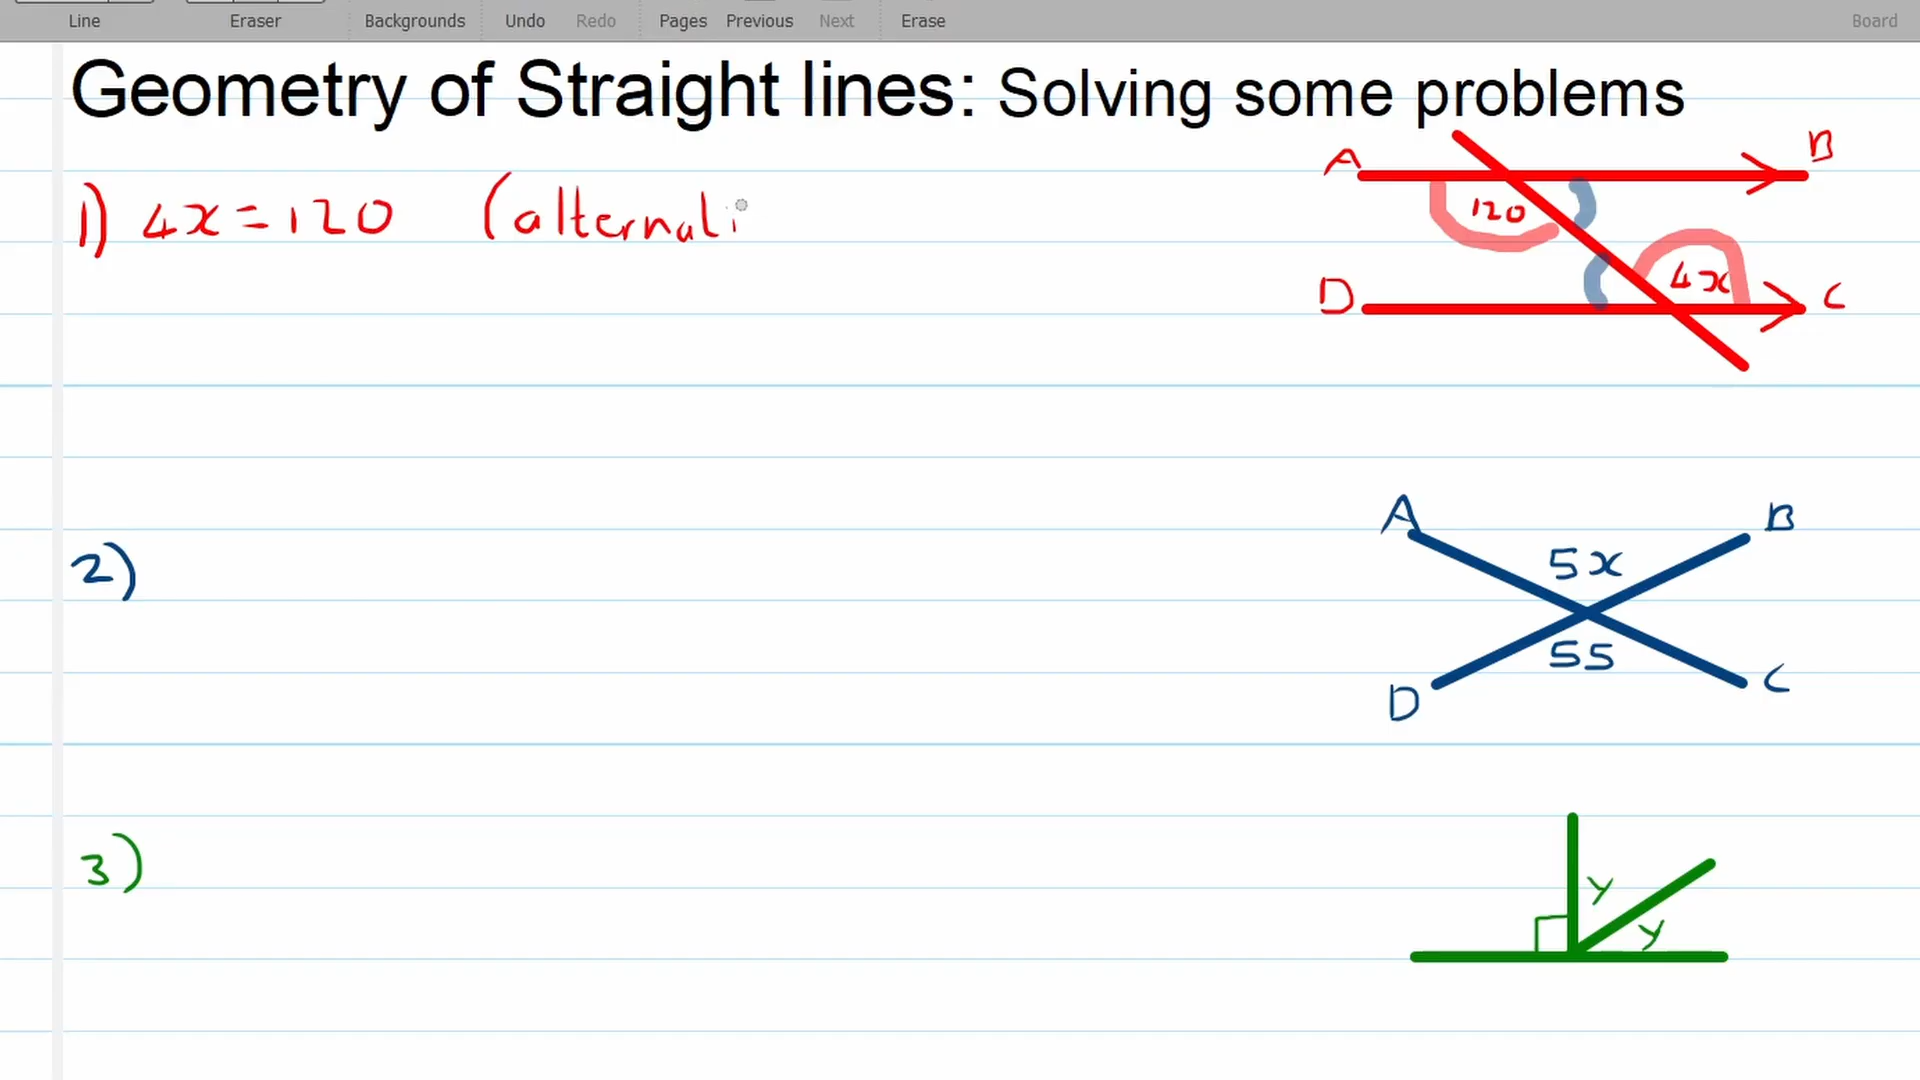 Line Eraser Backgrounds Undo Redo Pages Previous Next Erase Board
Geometry of Straight lines: Solving some problems
A B
1) 4x = 120 (alternati
120
4x
D C
A B
5x
2)
55
D C
3)
y
y